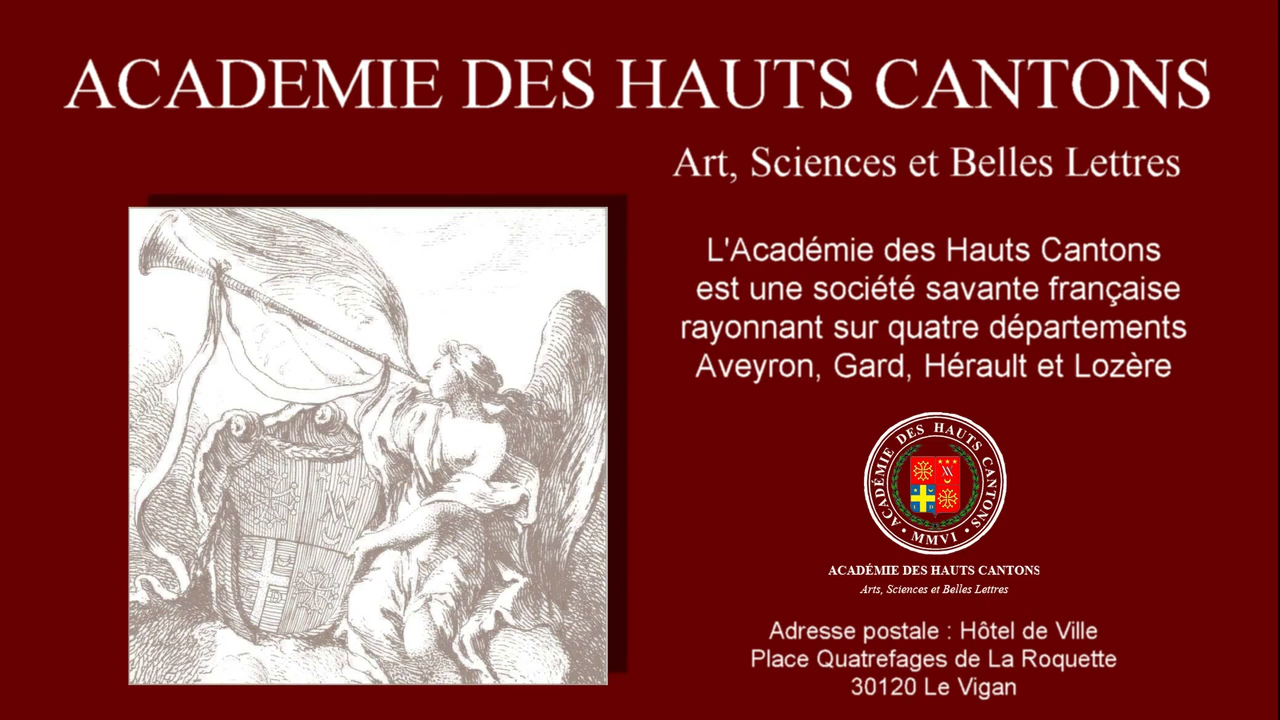 ACADEMIE DES HAUTS CANTONS
Art, Sciences et Belles Lettres
L'Académie des Hauts Cantons
est une société savante française
rayonnant sur quatre départements
Aveyron, Gard, Hérault et Lozère
ACADÉMIE DES HAUTS CANTONS
• MMVI •
ACADÉMIE DES HAUTS CANTONS
Arts, Sciences et Belles Lettres
Adresse postale : Hôtel de Ville
Place Quatrefages de La Roquette
30120 Le Vigan